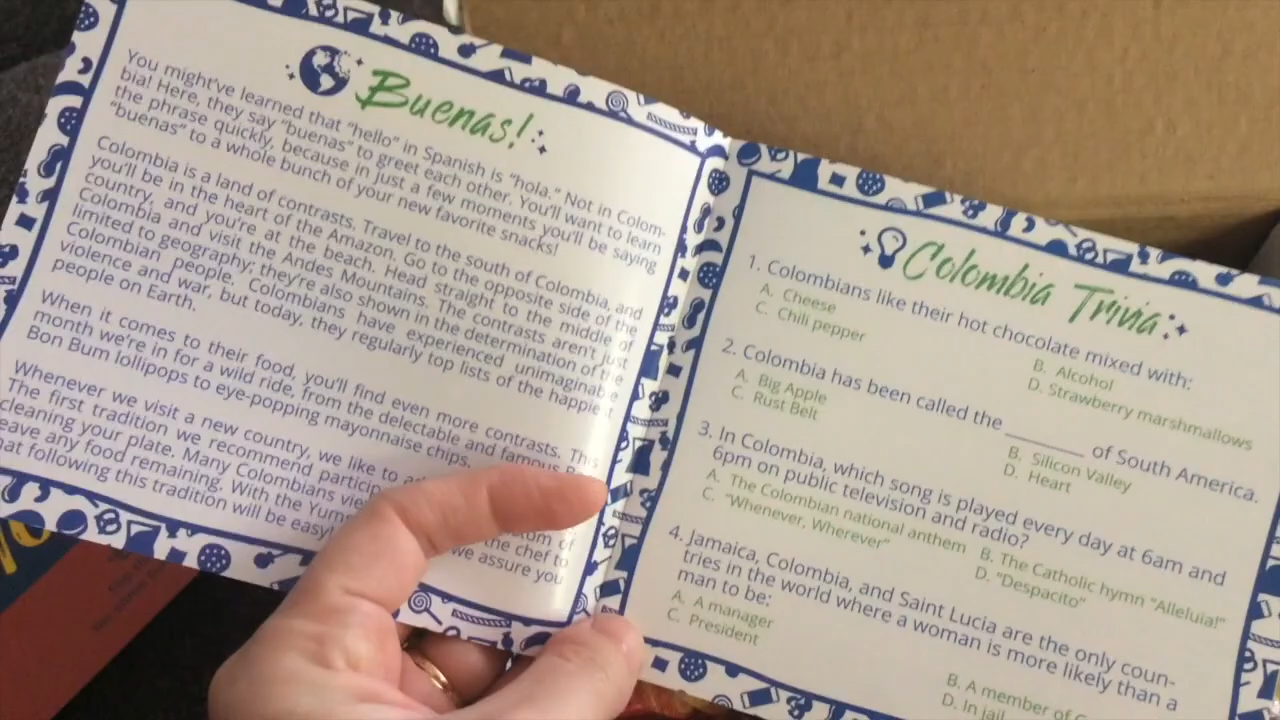 Buenas!
You might've learned that "hello" in Spanish is "hola." Not in Colom-
bia! Here, they say "buenas" to greet each other. You'll want to learn
the phrase quickly, because in just a few moments you'll be saying
"buenas" to a whole bunch of your new favorite snacks!
Colombia is a land of contrasts. Travel to the south of Colombia, and
you'll be in the heart of the Amazon. Go to the opposite side of the
country, and you're at the beach. Head straight to the middle of
Colombia and visit the Andes Mountains. The contrasts aren't just
limited to geography; they're also shown in the determination of the
Colombian people. Colombians have experienced unimaginable
violence and war, but today, they regularly top lists of the happiest
people on Earth.
When it comes to their food, you'll find even more contrasts. This
month we're in for a wild ride, from the delectable and famous
Bon Bum lollipops to eye-popping mayonnaise chips.
Whenever we visit a new country, we like to
The first tradition we recommend
cleaning your plate. Many Colombians
leave any food remaining. With the the chef to
that following this tradition will be easy! we assure you
Colombia Trivia
1. Colombians like their hot chocolate mixed with:
A. Cheese B. Alcohol
C. Chili pepper D. Strawberry marshmallows
2. Colombia has been called the ______ of South America.
A. Big Apple B. Silicon Valley
C. Rust Belt D. Heart
3. In Colombia, which song is played every day at 6am and
6pm on public television and radio?
A. The Colombian national anthem B. The Catholic hymn "Alleluia!"
C. "Whenever, Wherever" D. "Despacito"
4. Jamaica, Colombia, and Saint Lucia are the only coun-
tries in the world where a woman is more likely than a
man to be:
A. A manager B. A member of
C. President D. In jail